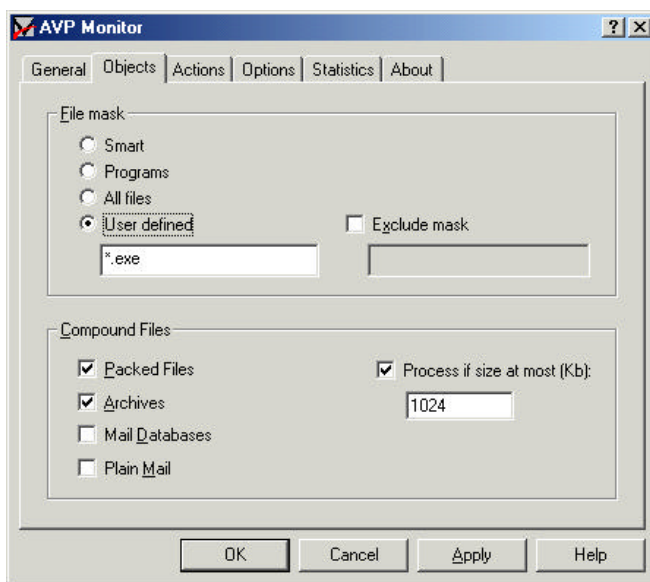 AVP Monitor
General Objects Actions Options Statistics About
File mask
Smart
Programs
All files
User defined Exclude mask
*.exe
Compound Files
Packed Files Process if size at most (Kb):
Archives 1024
Mail Databases
Plain Mail
OK Cancel Apply Help